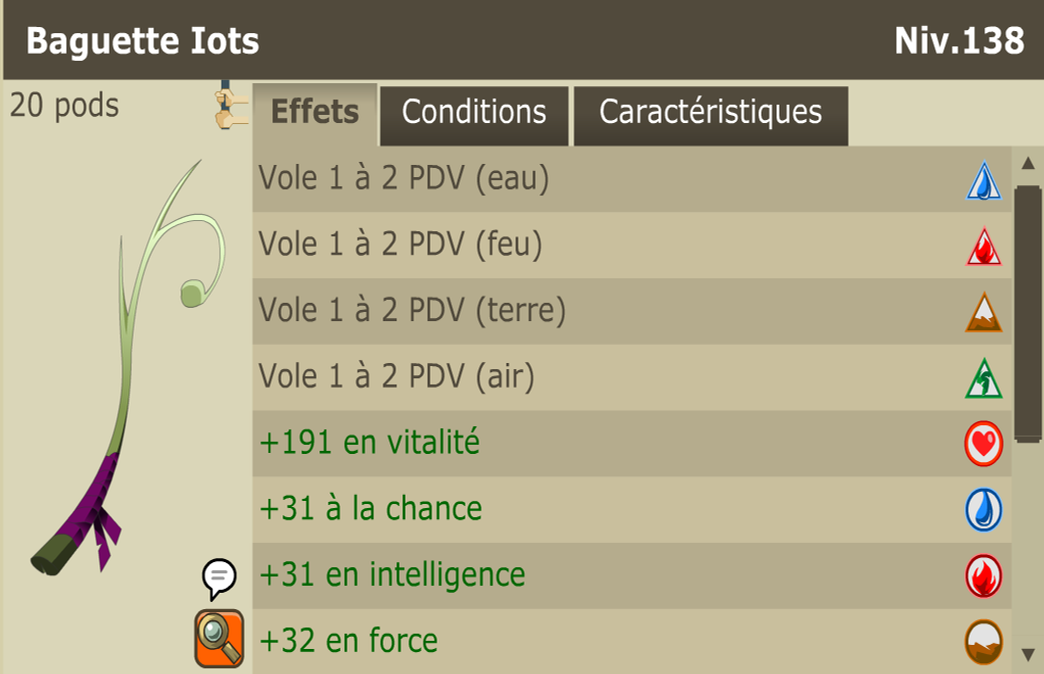 Baguette Iots
Niv.138
20 pods
Effets
Conditions
Caractéristiques
Vole 1 à 2 PDV (eau)
Vole 1 à 2 PDV (feu)
Vole 1 à 2 PDV (terre)
Vole 1 à 2 PDV (air)
+191 en vitalité
+31 à la chance
+31 en intelligence
+32 en force